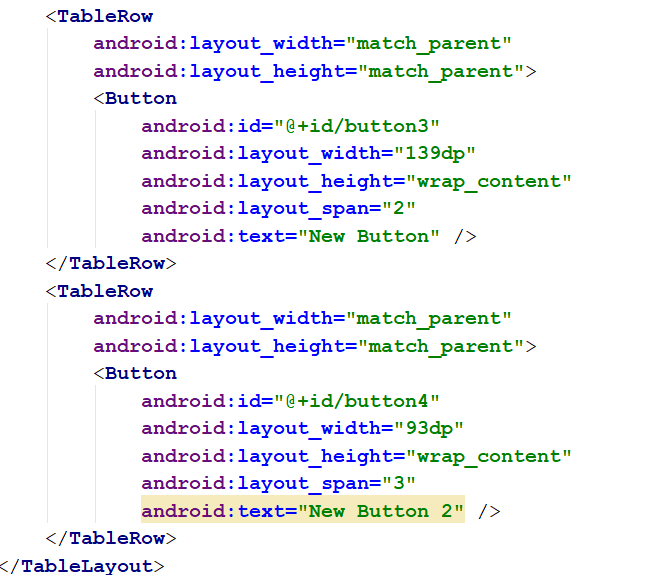 <TableRow
android:layout_width="match_parent"
android:layout_height="match_parent">
<Button
android:id="@+id/button3"
android:layout_width="139dp"
android:layout_height="wrap_content"
android:layout_span="2"
android:text="New Button" />
</TableRow>
<TableRow
android:layout_width="match_parent"
android:layout_height="match_parent">
<Button
android:id="@+id/button4"
android:layout_width="93dp"
android:layout_height="wrap_content"
android:layout_span="3"
android:text="New Button 2" />
</TableRow>
</TableLayout>